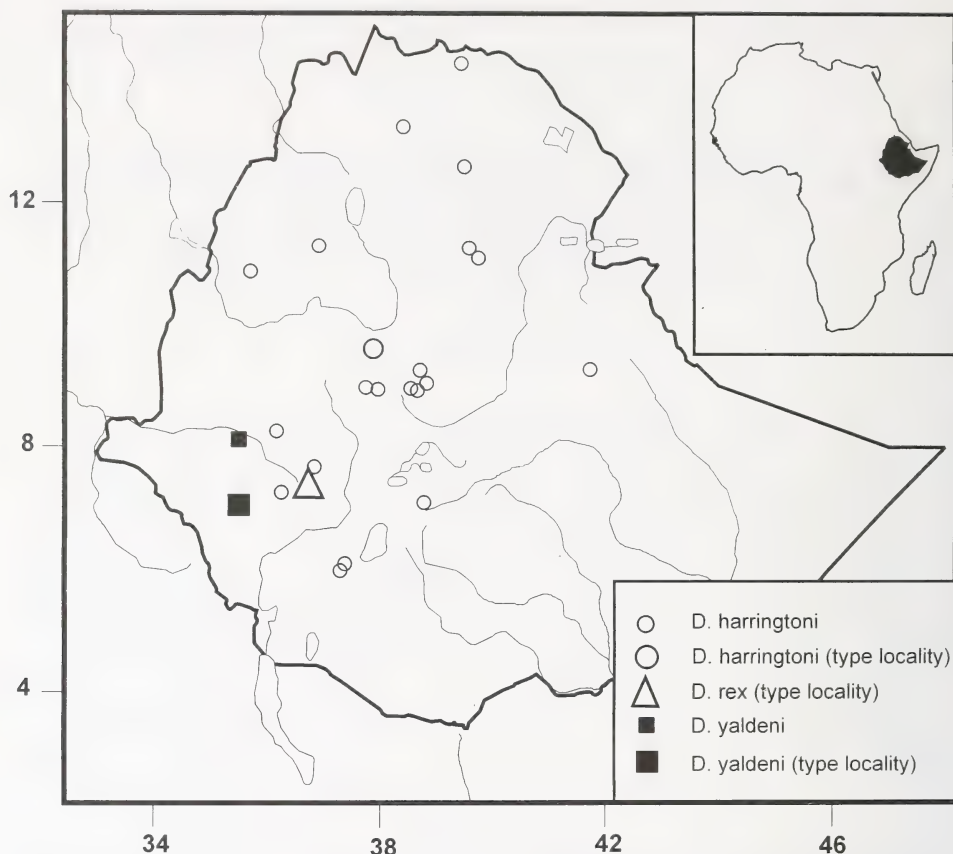 12
8
4
34
38
42
46
D. harringtoni
D. harringtoni (type locality)
D. rex (type locality)
D. yaldeni
D. yaldeni (type locality)